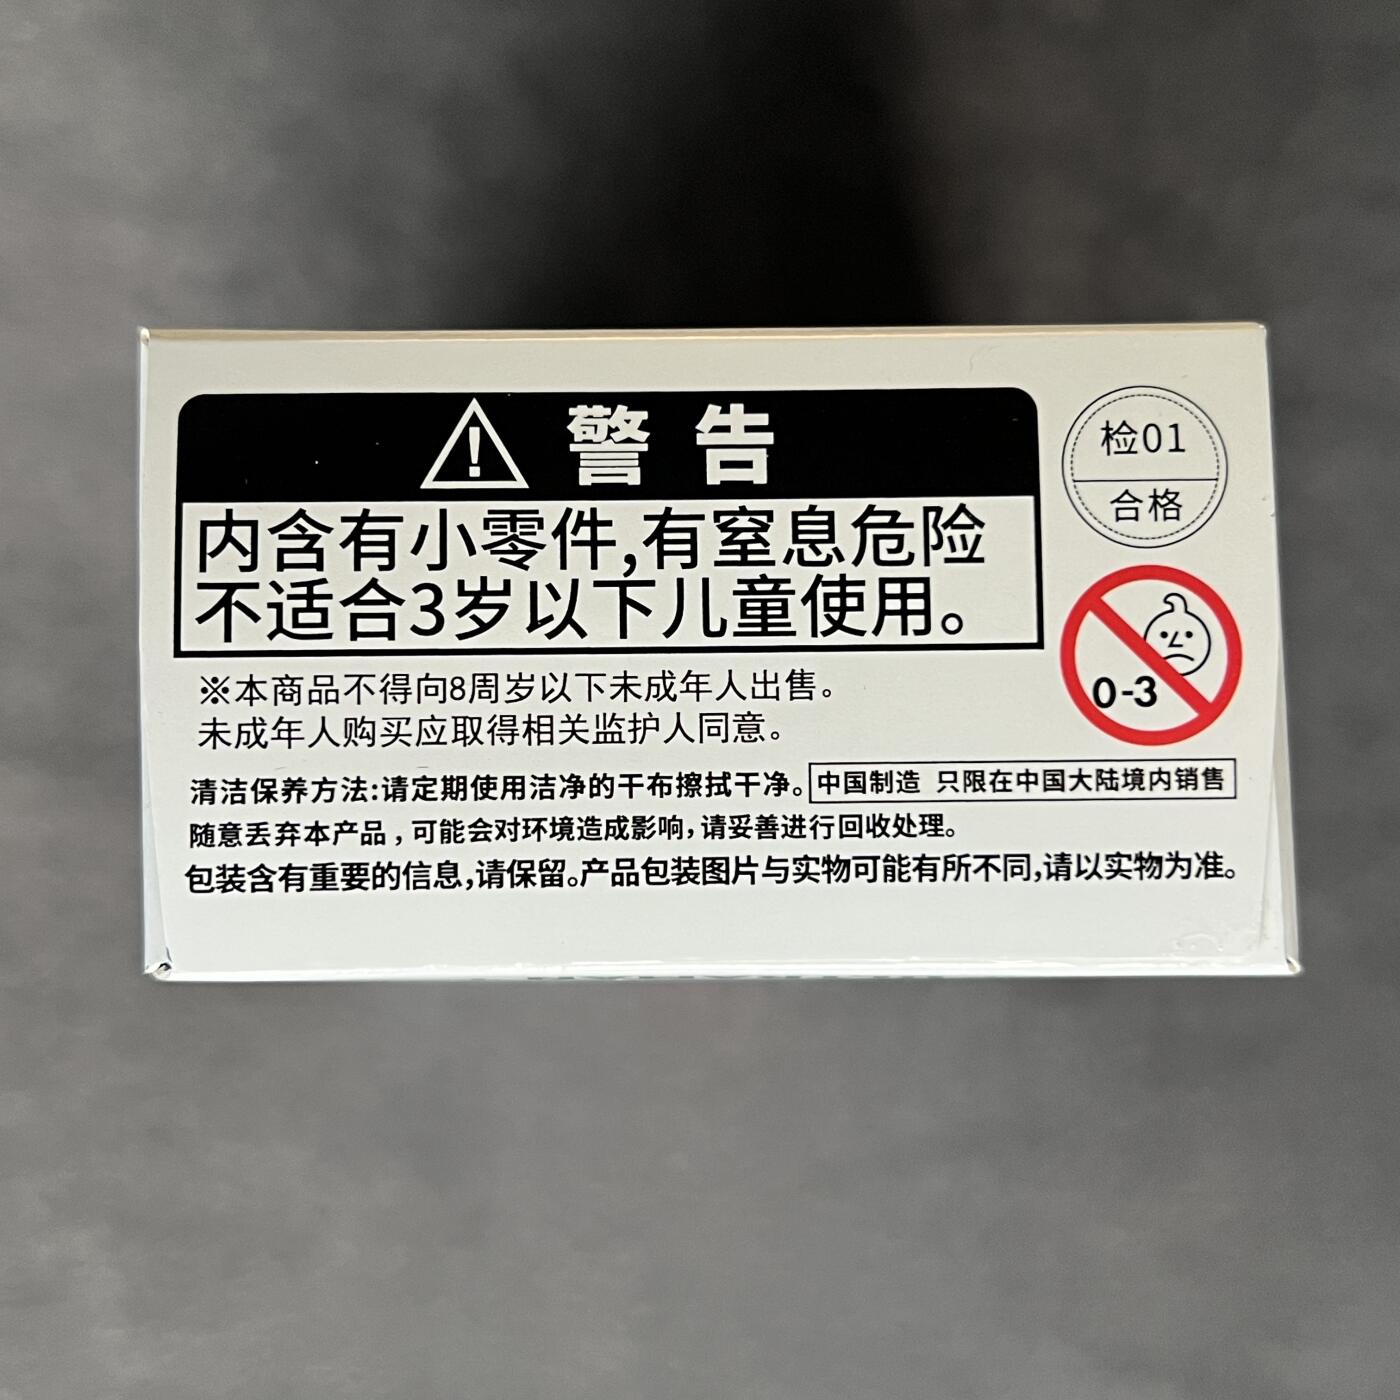 警告
检01
合格
内含有小零件,有窒息危险
不适合3岁以下儿童使用。
0-3
※本商品不得向8周岁以下未成年人出售。
未成年人购买应取得相关监护人同意。
清洁保养方法:请定期使用洁净的干布擦拭干净。
中国制造 只限在中国大陆境内销售
随意丢弃本产品，可能会对环境造成影响,请妥善进行回收处理。
包装含有重要的信息,请保留。产品包装图片与实物可能有所不同,请以实物为准。